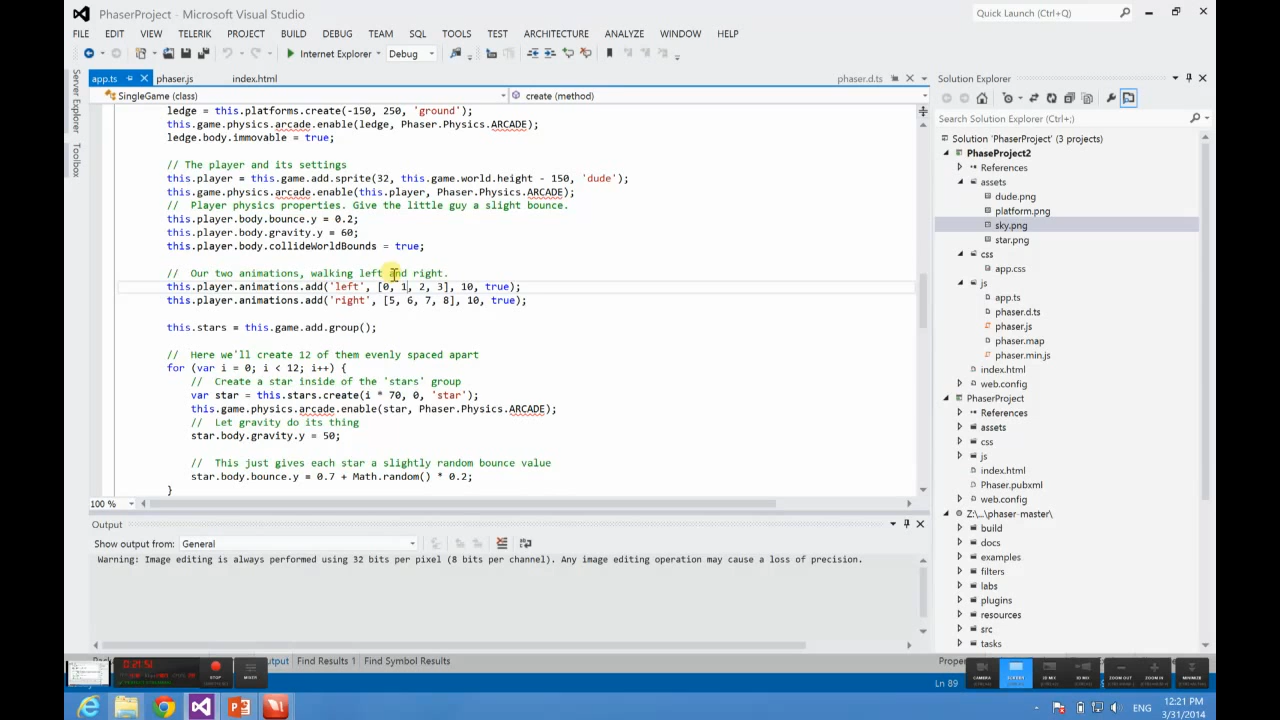 PhaserProject - Microsoft Visual Studio
Quick Launch (Ctrl+Q)
FILE EDIT VIEW TELERIK PROJECT BUILD DEBUG TEAM SQL TOOLS TEST ARCHITECTURE ANALYZE WINDOW HELP
Internet Explorer Debug
app.ts phaser.js index.html phaser.d.ts
Server Explorer
Toolbox
SingleGame (class) create (method)
ledge = this.platforms.create(-150, 250, 'ground');
this.game.physics.arcade.enable(ledge, Phaser.Physics.ARCADE);
ledge.body.immovable = true;
// The player and its settings
this.player = this.game.add.sprite(32, this.game.world.height - 150, 'dude');
this.game.physics.arcade.enable(this.player, Phaser.Physics.ARCADE);
// Player physics properties. Give the little guy a slight bounce.
this.player.body.bounce.y = 0.2;
this.player.body.gravity.y = 60;
this.player.body.collideWorldBounds = true;
// Our two animations, walking left and right.
this.player.animations.add('left', [0, 1, 2, 3], 10, true);
this.player.animations.add('right', [5, 6, 7, 8], 10, true);
this.stars = this.game.add.group();
// Here we'll create 12 of them evenly spaced apart
for (var i = 0; i < 12; i++) {
// Create a star inside of the 'stars' group
var star = this.stars.create(i * 70, 0, 'star');
this.game.physics.arcade.enable(star, Phaser.Physics.ARCADE);
// Let gravity do its thing
star.body.gravity.y = 50;
// This just gives each star a slightly random bounce value
star.body.bounce.y = 0.7 + Math.random() * 0.2;
}
100 %
Output
Show output from: General
Warning: Image editing is always performed using 32 bits per pixel (8 bits per channel). Any image editing operation may cause a loss of precision.
Find Results 1 Find Symbol Results
Solution Explorer
Search Solution Explorer (Ctrl+;)
Solution 'PhaserProject' (3 projects)
PhaseProject2
References
assets
dude.png
platform.png
sky.png
star.png
css
app.css
js
app.ts
phaser.d.ts
phaser.js
phaser.map
phaser.min.js
index.html
web.config
PhaserProject
References
assets
css
js
index.html
Phaser.pubxml
web.config
Z:\...\phaser-master\
build
docs
examples
filters
labs
plugins
resources
src
tasks
STOP
MIXER
CAMERA
SCREEN
ZOOM OUT
ZOOM IN
MINIMIZE
Ln 89
ENG
12:21 PM
3/31/2014